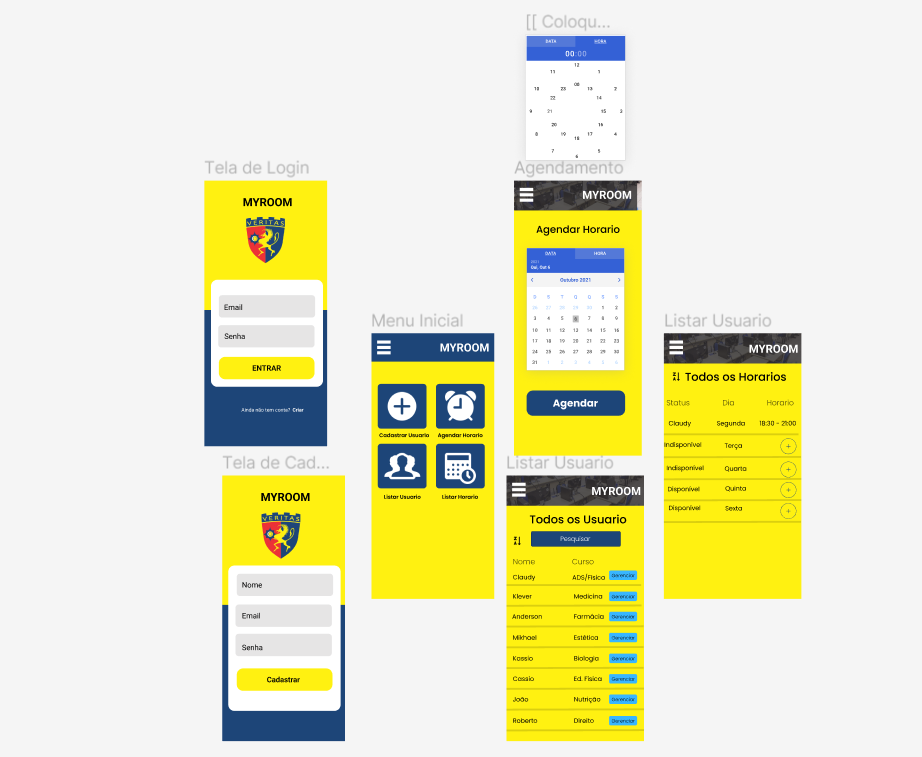 [[ Coloqu...
DATA HORA
00:00
12
11 1
00
10 23 13 2
22 14
9 21 15 3
20 16
8 19 17 4
18
7 5
6
Tela de Login
MYROOM
VERITAS
Email
Senha
ENTRAR
Ainda não tem conta? Criar
Agendamento
MYROOM
Agendar Horario
DATA HORA
2021
Outubro 2021
26 27 28 29 30 1 2
3 4 5 6 7 8 9
10 11 12 13 14 15 16
17 18 19 20 21 22 23
24 25 26 27 28 29 30
31 1 2 3 4 5 6
Agendar
Menu Inicial
MYROOM
Cadastrar Usuario Agendar Horario
Listar Usuario Listar Horario
Listar Usuario
MYROOM
Todos os Horarios
Status Dia Horario
Claudy Segunda 18:30 - 21:00
Indisponível Terça +
Indisponível Quarta +
Disponível Quinta +
Disponível Sexta +
Tela de Cad...
MYROOM
VERITAS
Nome
Email
Senha
Cadastrar
Listar Usuario
MYROOM
Todos os Usuario
Pesquisar
Nome Curso
Claudy ADS/Física Gerenciar
Klever Medicina Gerenciar
Anderson Farmácia Gerenciar
Mikhael Estética Gerenciar
Kassio Biologia Gerenciar
Cassio Ed. Física Gerenciar
João Nutrição Gerenciar
Roberto Direito Gerenciar